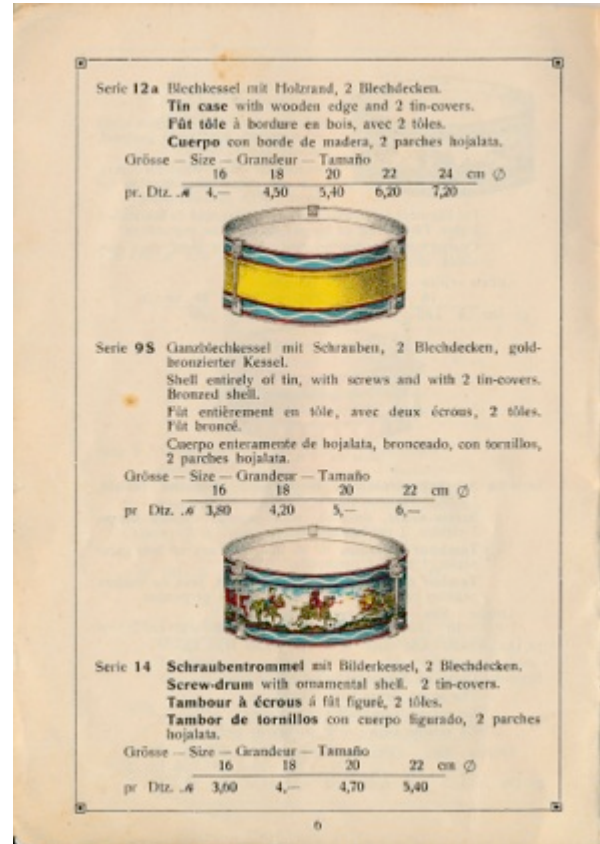 Serie 12a Blechkessel mit Holzrand, 2 Blechdecken.
Tin case with wooden edge and 2 tin-covers.
Fût tôle à bordure en bois, avec 2 tôles.
Cuerpo con borde de madera, 2 parches hojalata.
Grösse — Size — Grandeur — Tamaño
16 18 20 22 24 cm ∅
pr. Dtz. ℳ 4,— 4,50 5,40 6,20 7,20
Serie 9S Ganzblechkessel mit Schrauben, 2 Blechdecken, gold-
bronzierter Kessel.
Shell entirely of tin, with screws and with 2 tin-covers.
Bronzed shell.
Fût entièrement en tôle, avec deux écrous, 2 tôles.
Fût broncé.
Cuerpo enteramente de hojalata, bronceado, con tornillos,
2 parches hojalata.
Grösse — Size — Grandeur — Tamaño
16 18 20 22 cm ∅
pr Dtz. ℳ 3,80 4,20 5,— 6,—
Serie 14 Schraubentrommel mit Bilderkessel, 2 Blechdecken.
Screw-drum with ornamental shell. 2 tin-covers.
Tambour à écrous á fût figuré, 2 tôles.
Tambor de tornillos con cuerpo figurado, 2 parches
hojalata.
Grösse — Size — Grandeur — Tamaño
16 18 20 22 cm ∅
pr Dtz. ℳ 3,60 4,— 4,70 5,40
6